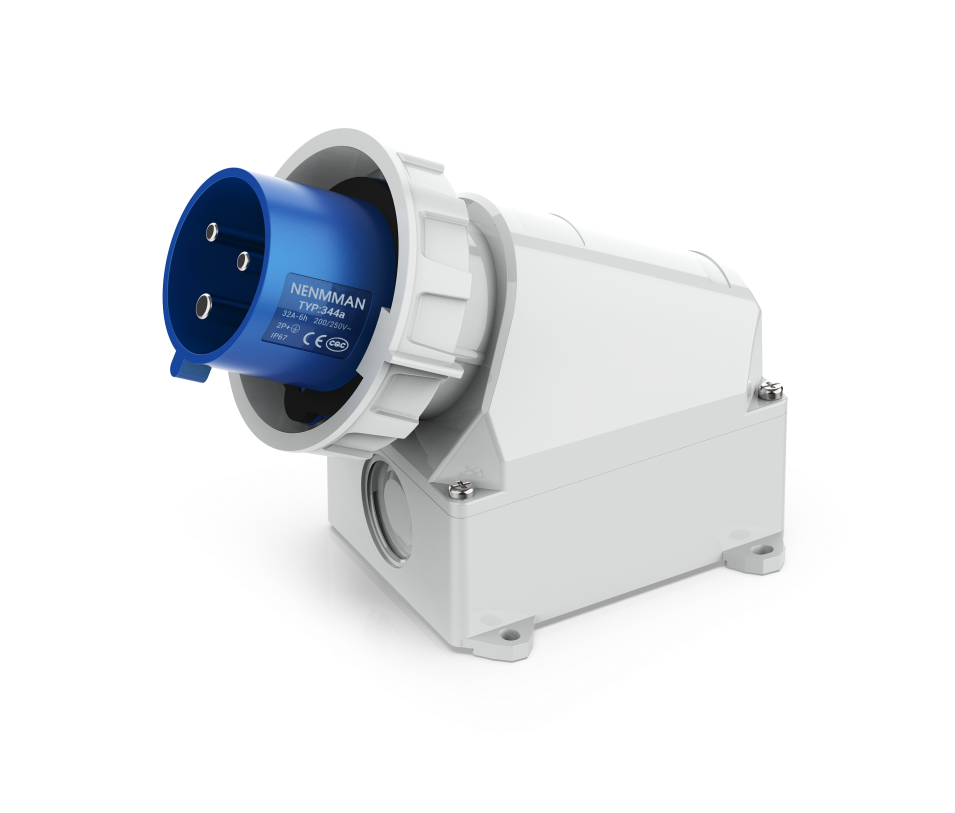 NENMMAN
TYP:344a
32A-6h 200/250V~
2P+⏚
IP67 CE CQC